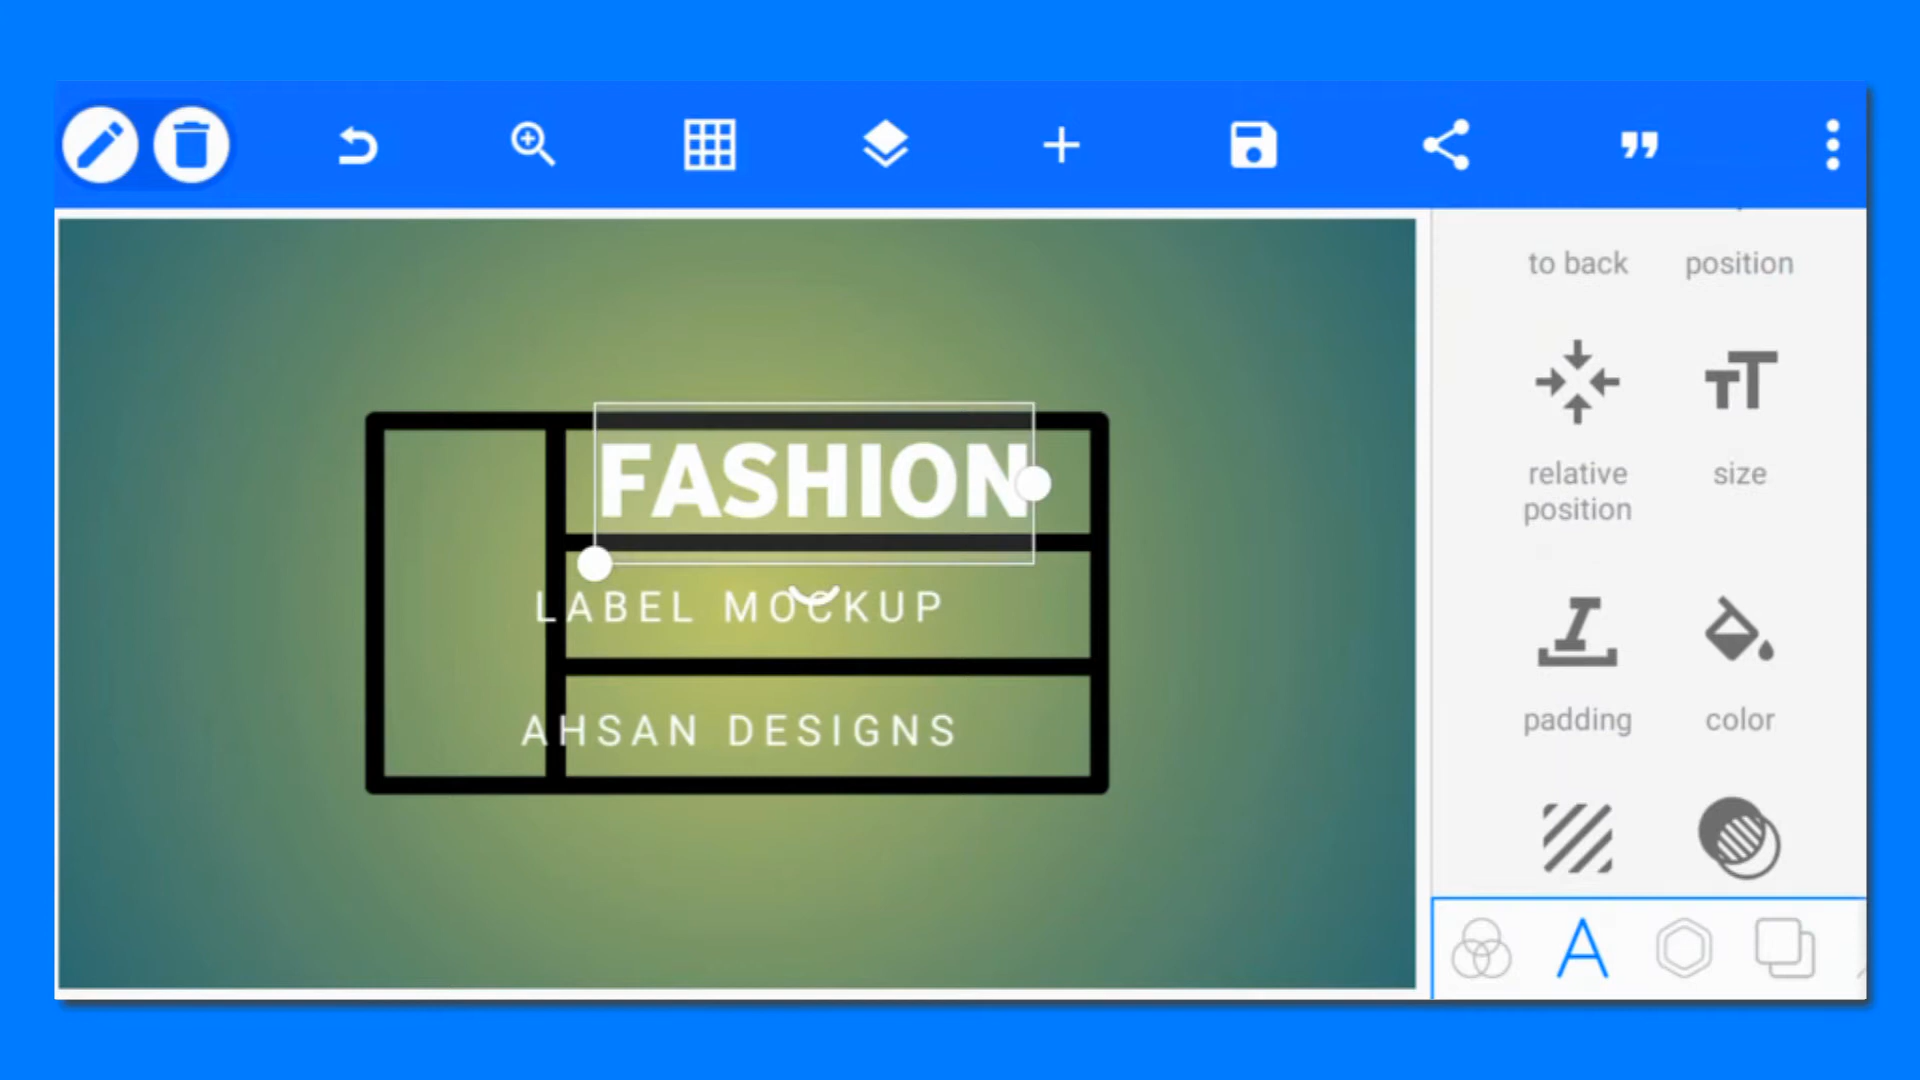 to back position
relative position size
padding color
FASHION
LABEL MOCKUP
AHSAN DESIGNS